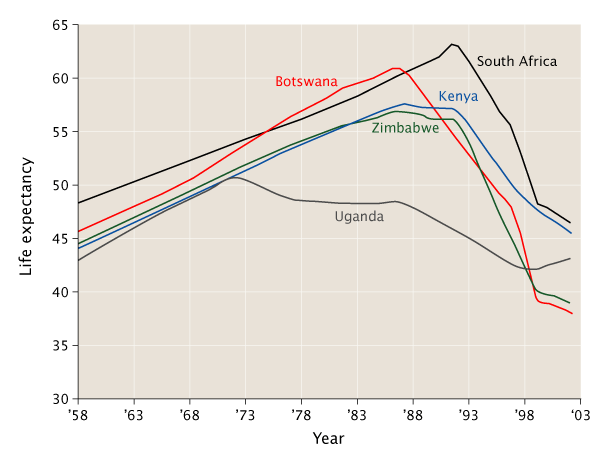 65
60
55
50
45
40
35
30
Life expectancy
South Africa
Botswana
Kenya
Zimbabwe
Uganda
'58 '63 '68 '73 '78 '83 '88 '93 '98 '03
Year